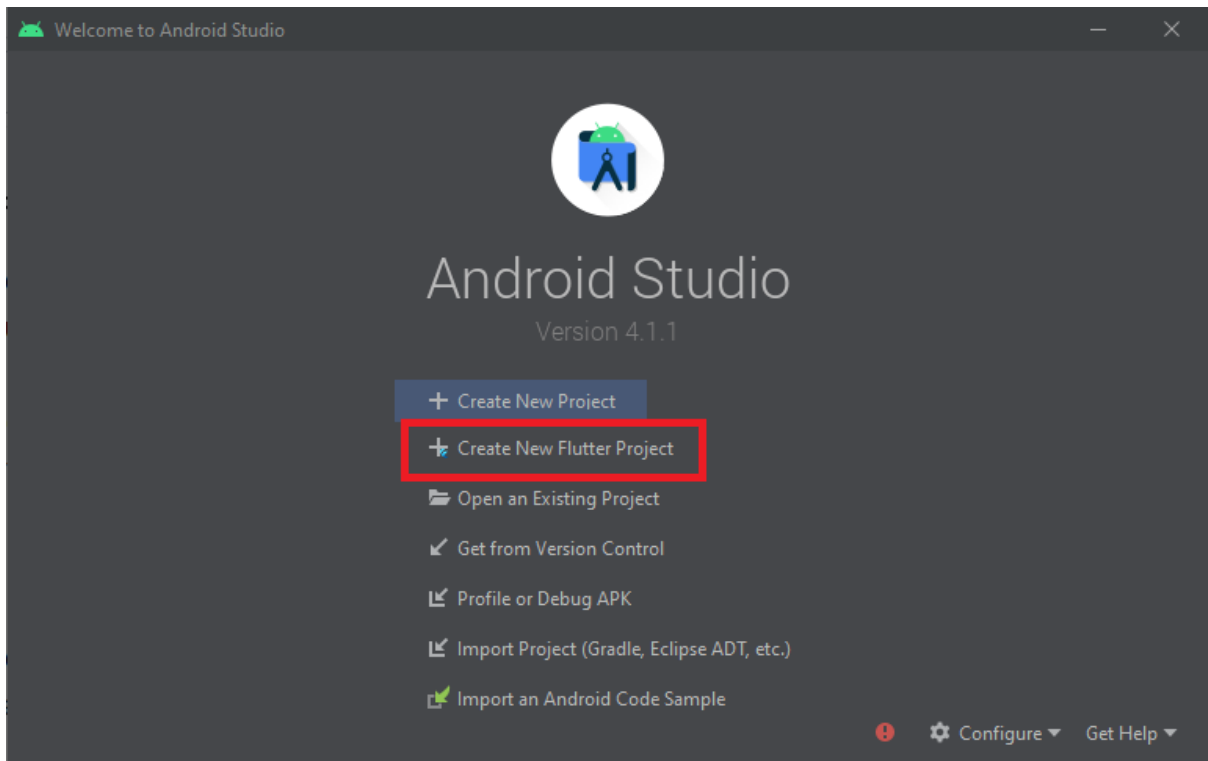 Welcome to Android Studio
Android Studio
Version 4.1.1
Create New Project
Create New Flutter Project
Open an Existing Project
Get from Version Control
Profile or Debug APK
Import Project (Gradle, Eclipse ADT, etc.)
Import an Android Code Sample
Configure Get Help